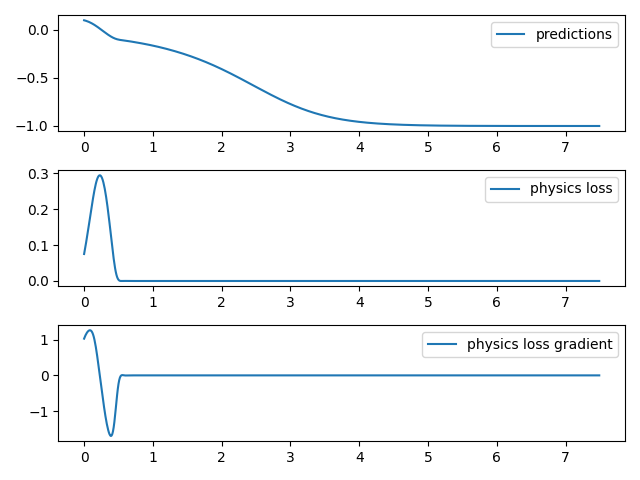 0.0
−0.5
−1.0
predictions
0 1 2 3 4 5 6 7
0.3
0.2
0.1
0.0
physics loss
0 1 2 3 4 5 6 7
1
0
−1
physics loss gradient
0 1 2 3 4 5 6 7